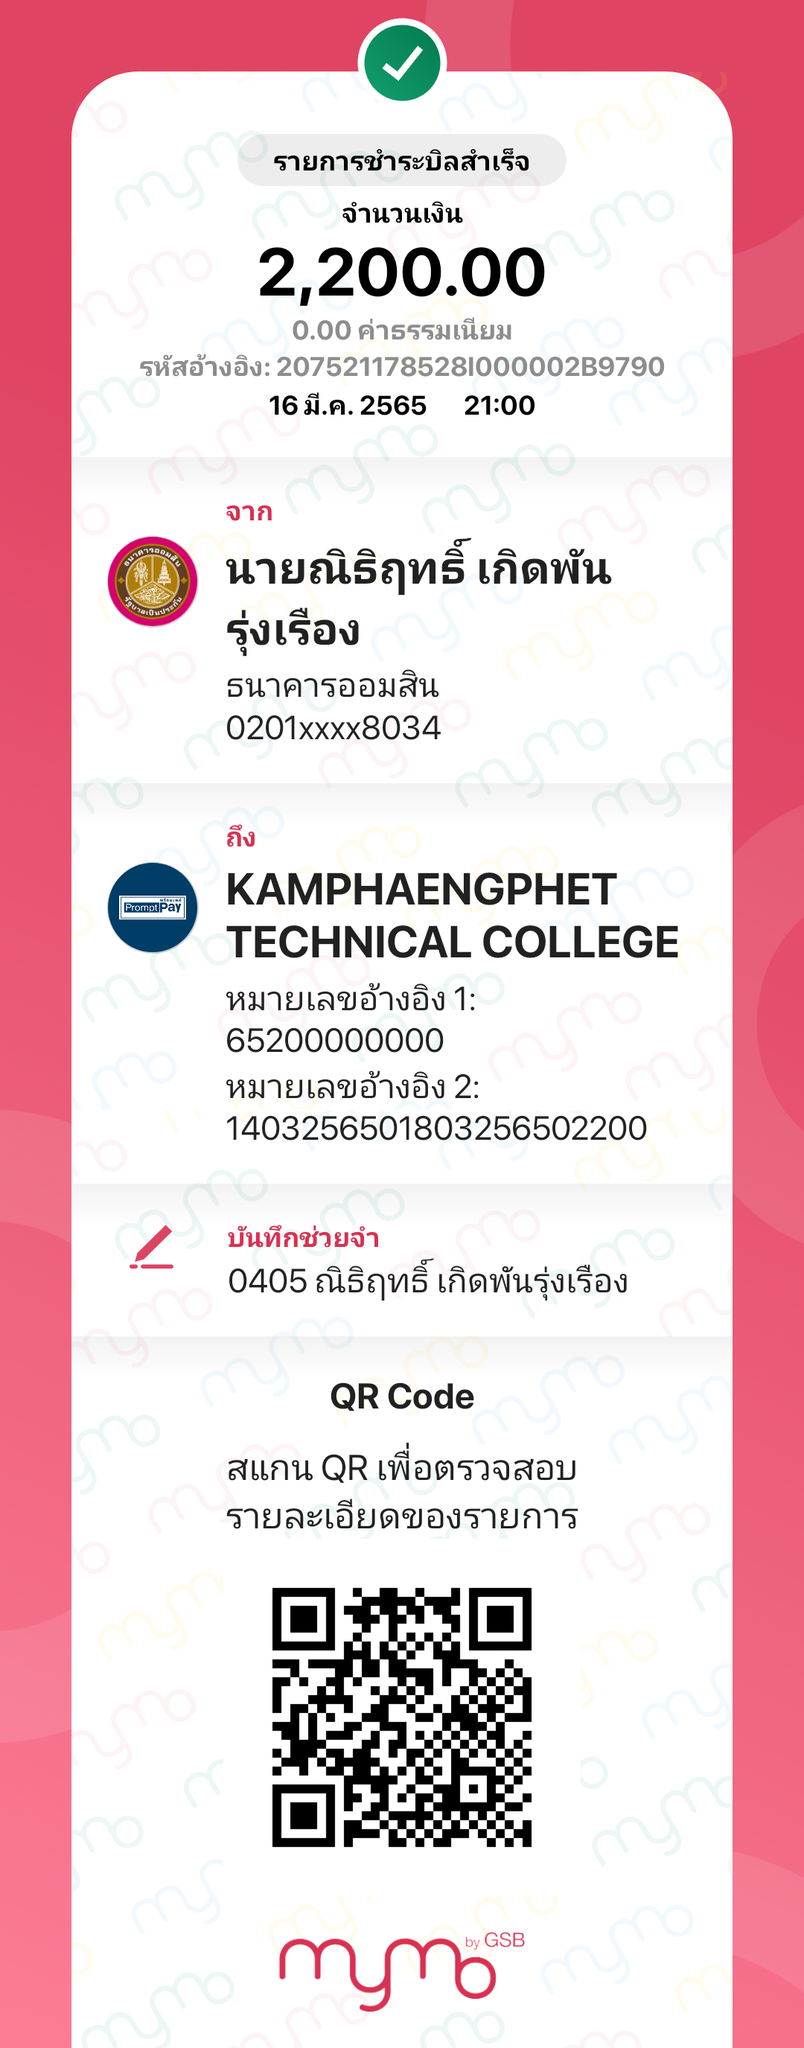 รายการชำระบิลสำเร็จ
จำนวนเงิน
2,200.00
0.00 ค่าธรรมเนียม
รหัสอ้างอิง: 207521178528I000002B9790
16 มี.ค. 2565 21:00
จาก
นายณิธิฤทธิ์ เกิดพัน
รุ่งเรือง
ธนาคารออมสิน
0201xxxx8034
ถึง
PromptPay
KAMPHAENGPHET
TECHNICAL COLLEGE
หมายเลขอ้างอิง 1:
65200000000
หมายเลขอ้างอิง 2:
1403256501803256502200
บันทึกช่วยจำ
0405 ณิธิฤทธิ์ เกิดพันรุ่งเรือง
QR Code
สแกน QR เพื่อตรวจสอบ
รายละเอียดของรายการ
mymo by GSB